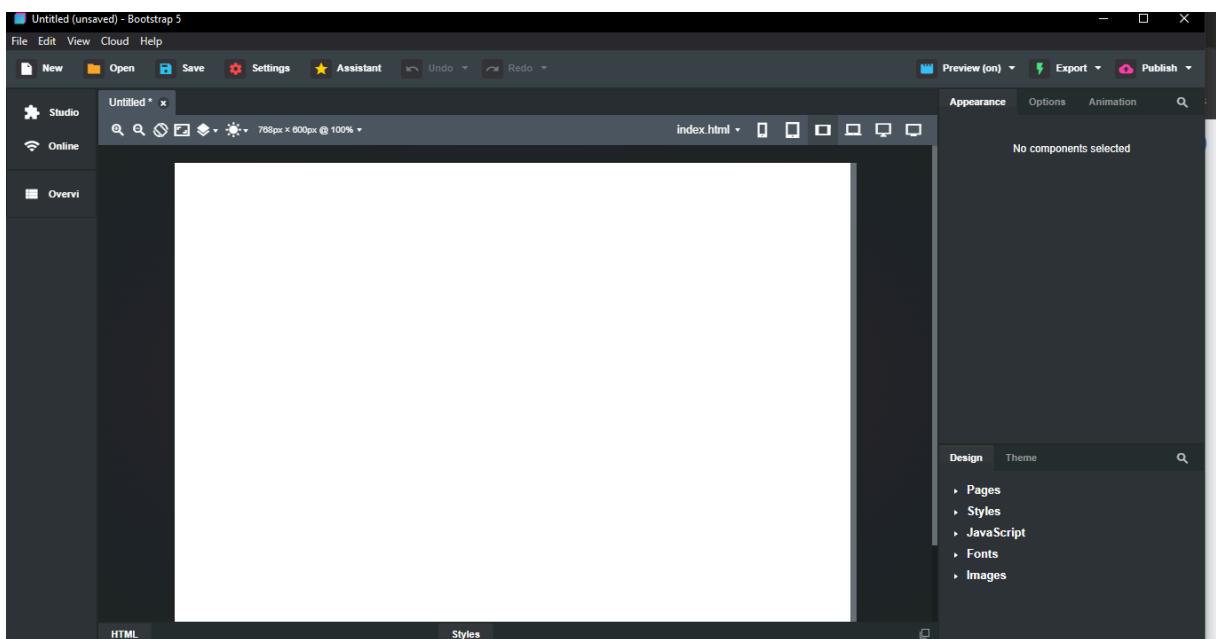 Untitled (unsaved) - Bootstrap 5
File Edit View Cloud Help
New Open Save Settings Assistant Undo Redo Preview (on) Export Publish
Studio
Online
Overvi
Untitled *
768px × 600px @ 100%
index.html
Appearance Options Animation
No components selected
Design Theme
Pages
Styles
JavaScript
Fonts
Images
HTML
Styles